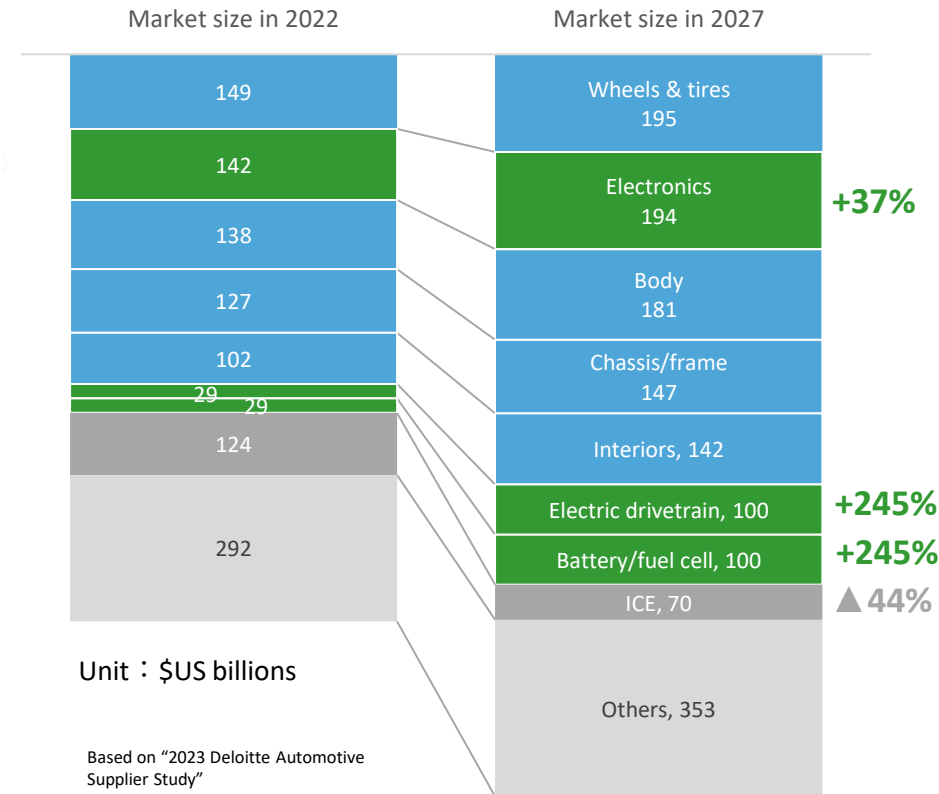 Market size in 2022
Market size in 2027
149
142
138
127
102
29
29
124
292
Wheels & tires
195
Electronics
194
Body
181
Chassis/frame
147
Interiors, 142
Electric drivetrain, 100
Battery/fuel cell, 100
ICE, 70
Others, 353
+37%
+245%
+245%
▲44%
Unit：$US billions
Based on “2023 Deloitte Automotive
Supplier Study”